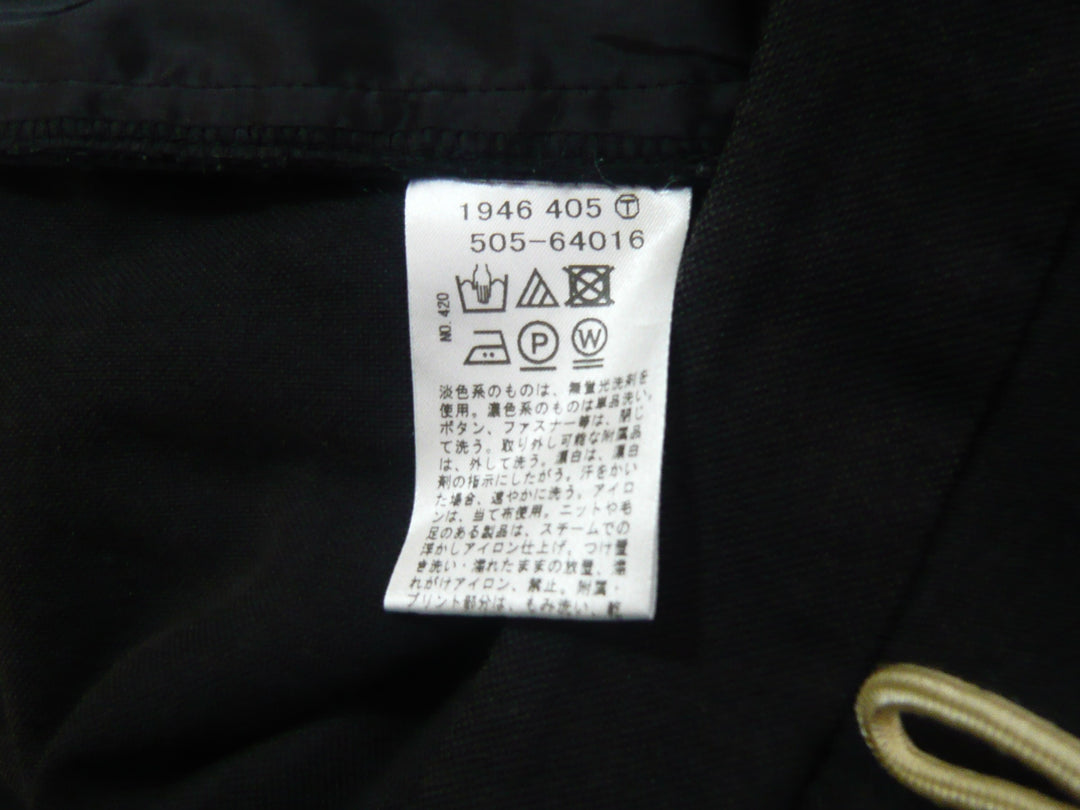 1946 405 Ⓣ
505-64016
NO. 420
P W
淡色系のものは、無蛍光洗剤を
使用。濃色系のものは単品洗い。
ボタン、ファスナー等は、閉じ
て洗う。取り外し可能な附属品
は、外して洗う。漂白は、漂白
剤の指示にしたがう。汗をかい
た場合、速やかに洗う。アイロ
ンは、当て布使用。ニットや毛
足のある製品は、スチームでの
浮かしアイロン仕上げ。つけ置
き洗い・濡れたままの放置、濡
れがけアイロン、禁止。附属・
プリント部分は、もみ洗い、